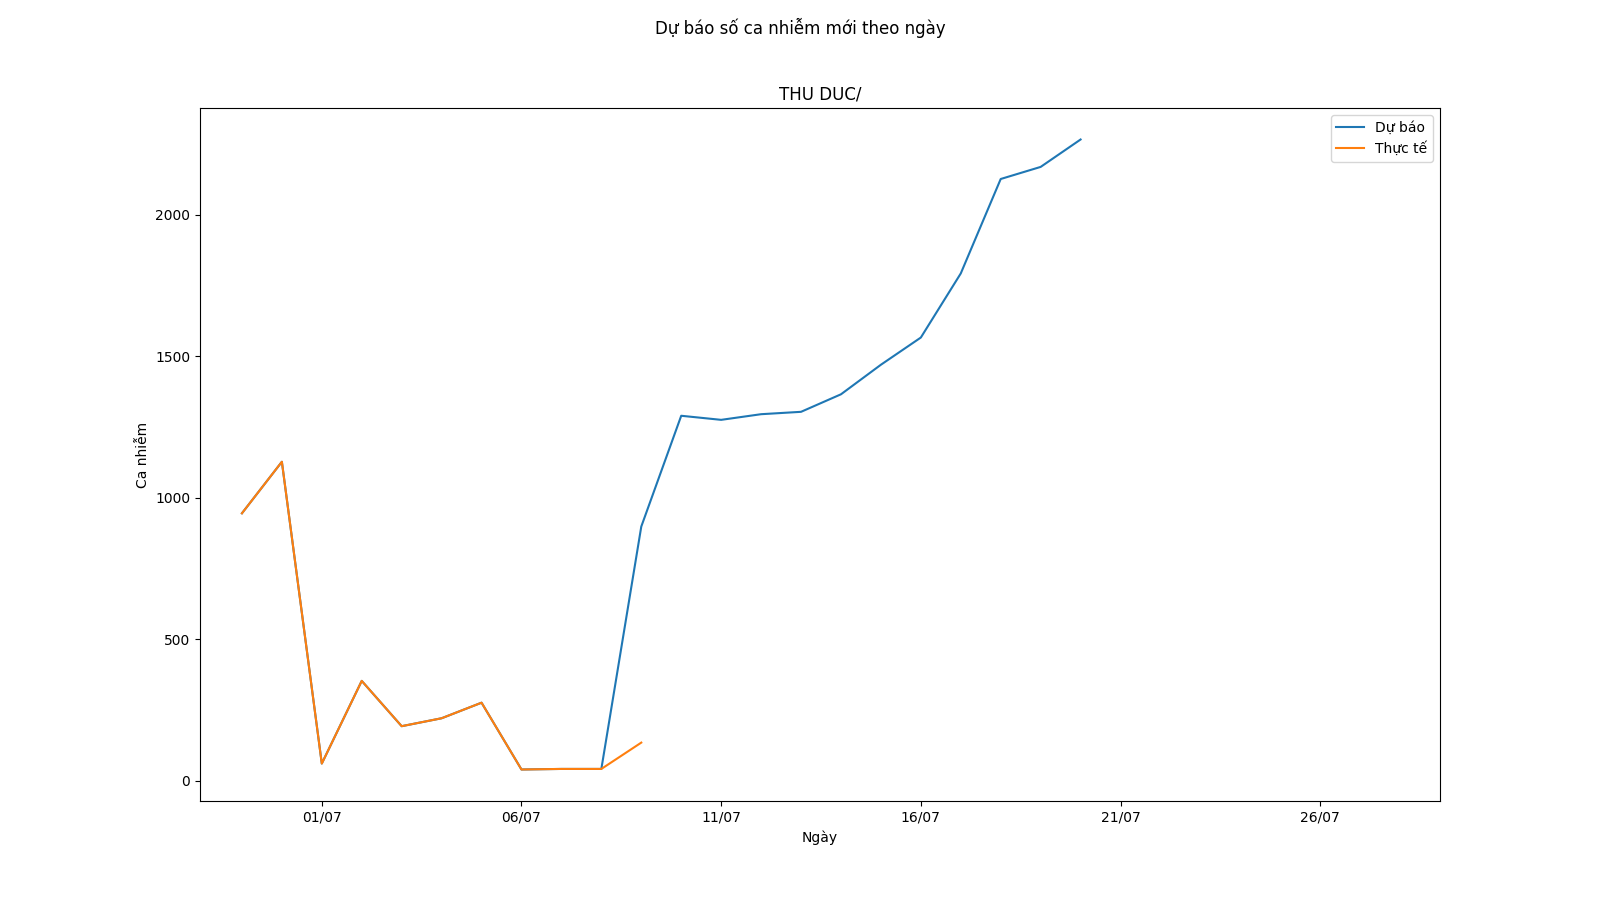 Dự báo số ca nhiễm mới theo ngày
THU DUC/
Dự báo
Thực tế
2000
1500
1000
500
0
Ca nhiễm
01/07
06/07
11/07
16/07
21/07
26/07
Ngày